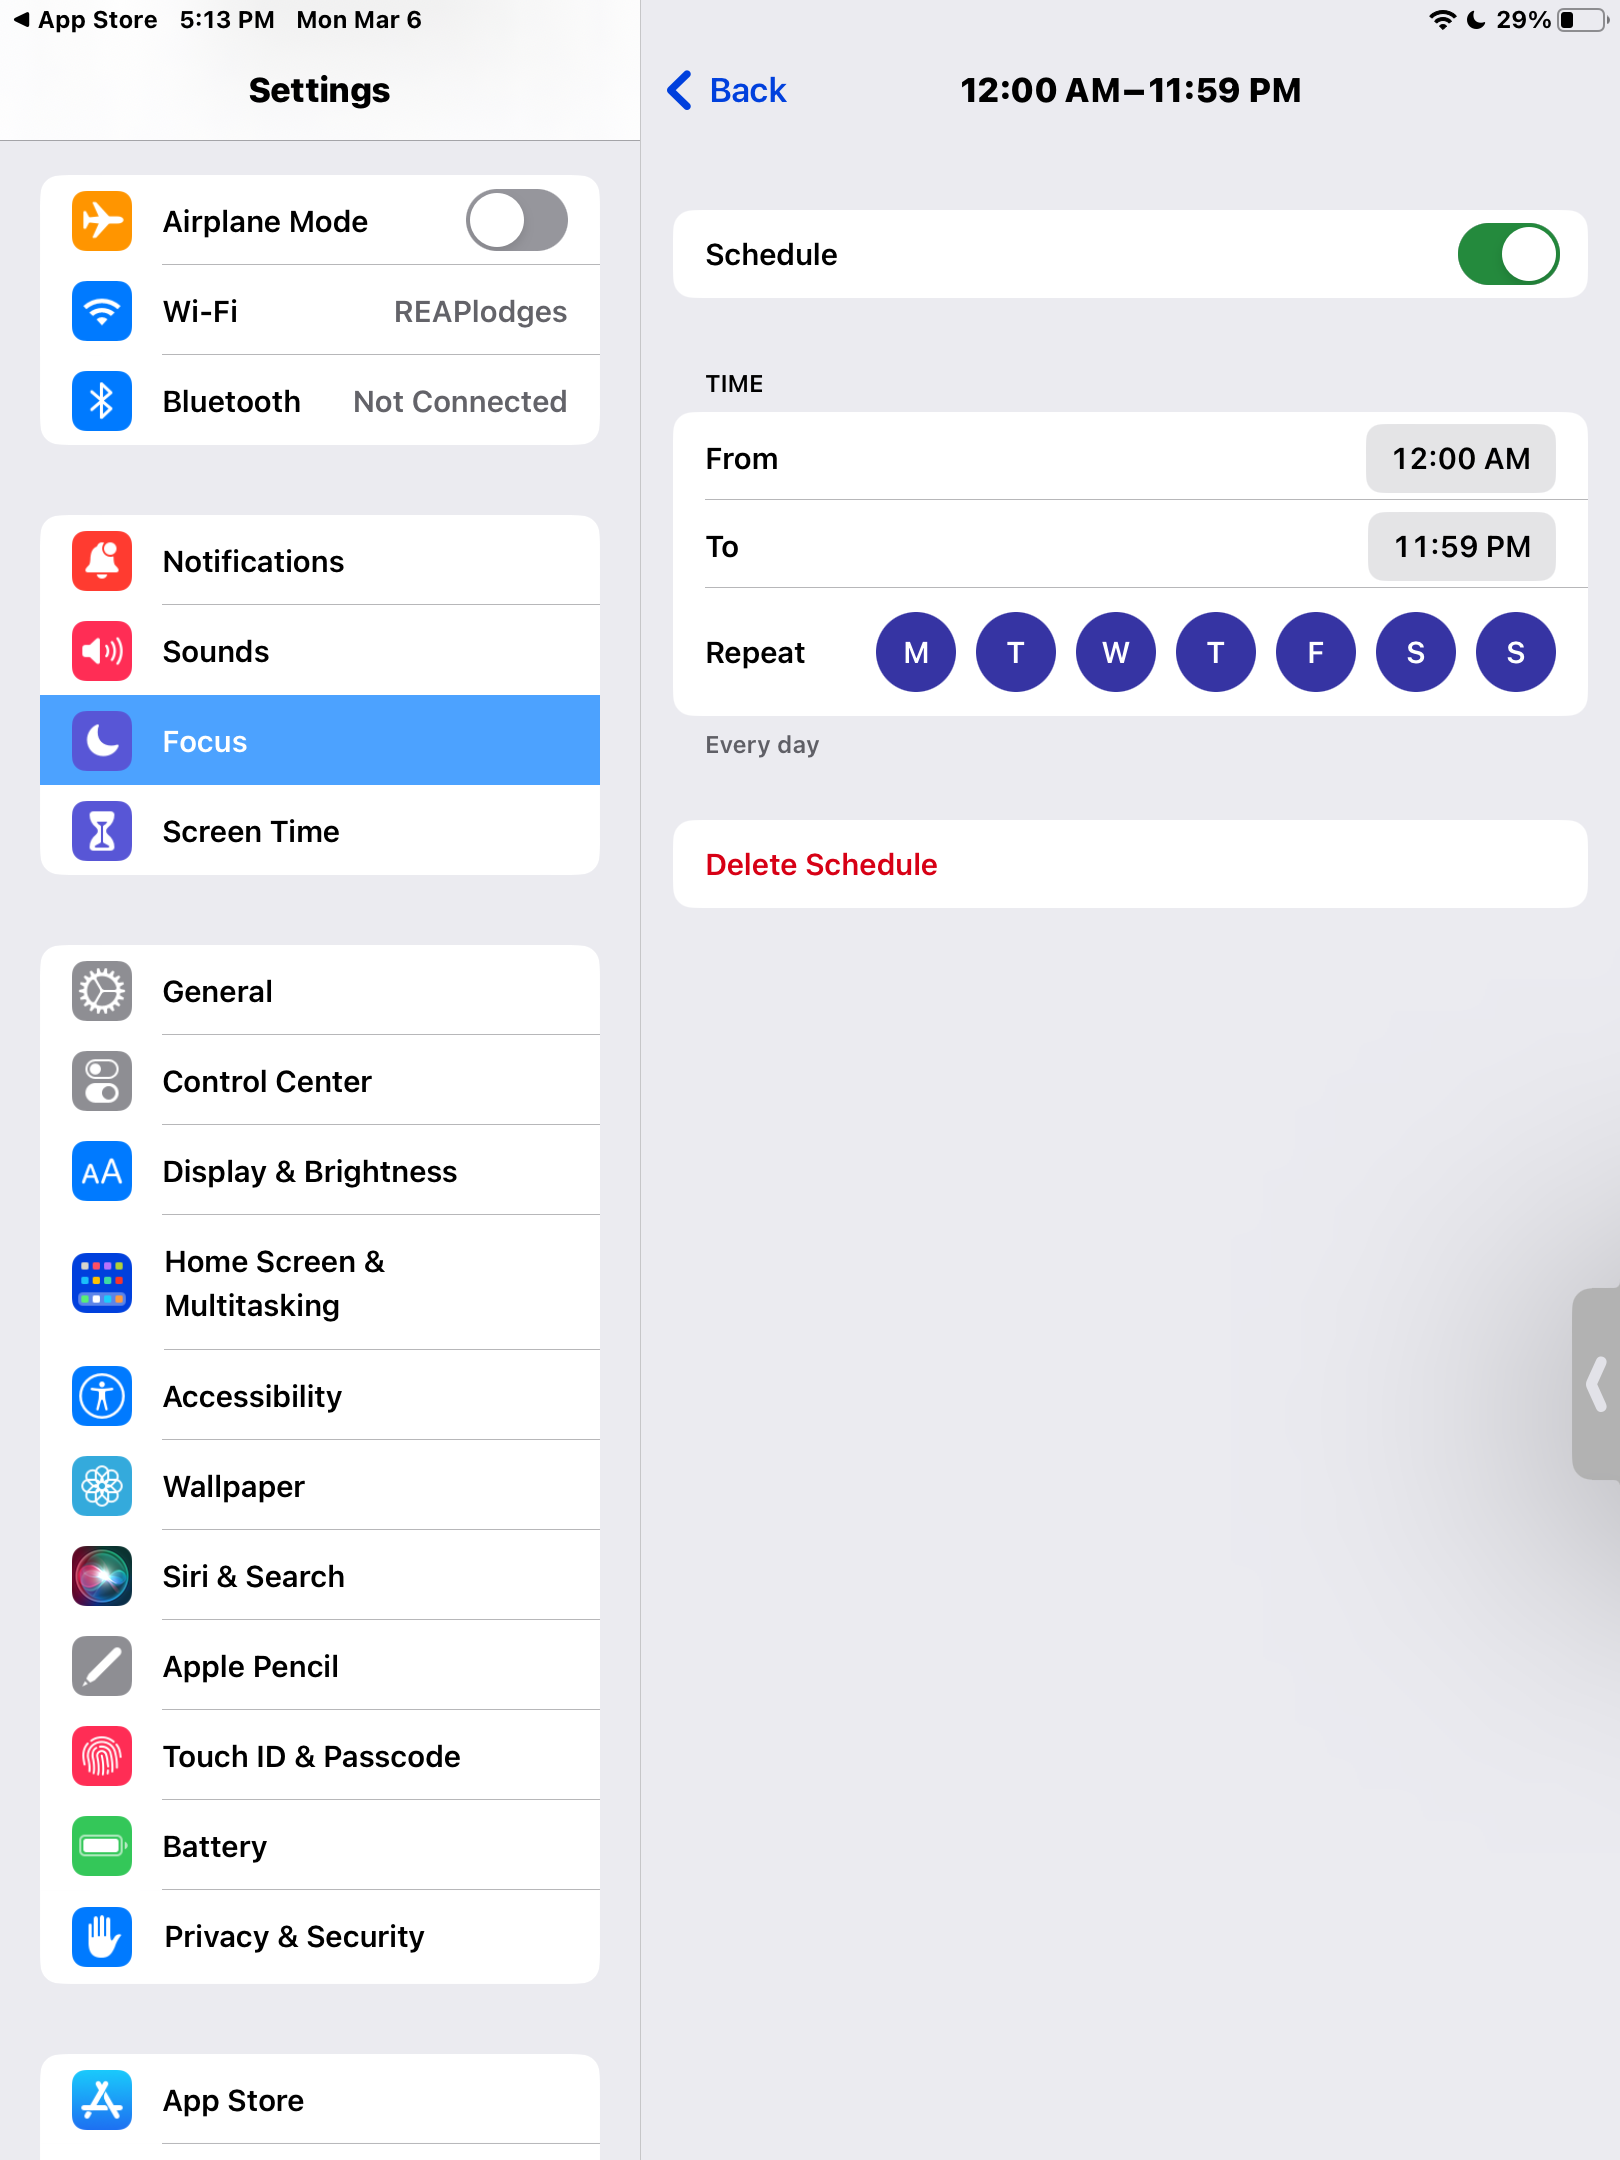 App Store 5:13 PM Mon Mar 6
29%
Settings
Airplane Mode
Wi-Fi REAPlodges
Bluetooth Not Connected
Notifications
Sounds
Focus
Screen Time
General
Control Center
AA Display & Brightness
Home Screen &
Multitasking
Accessibility
Wallpaper
Siri & Search
Apple Pencil
Touch ID & Passcode
Battery
Privacy & Security
App Store
Back 12:00 AM–11:59 PM
Schedule
TIME
From 12:00 AM
To 11:59 PM
Repeat M T W T F S S
Every day
Delete Schedule